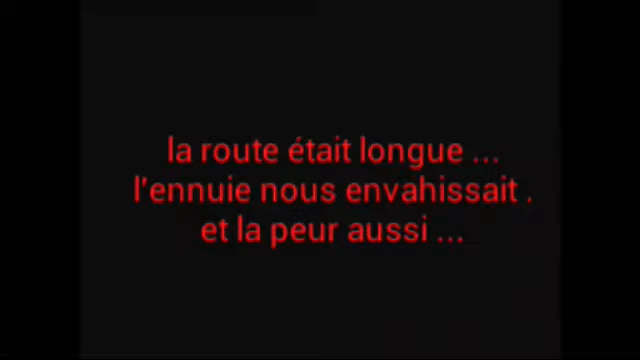 la route était longue ...
l'ennuie nous envahissait .
et la peur aussi ...